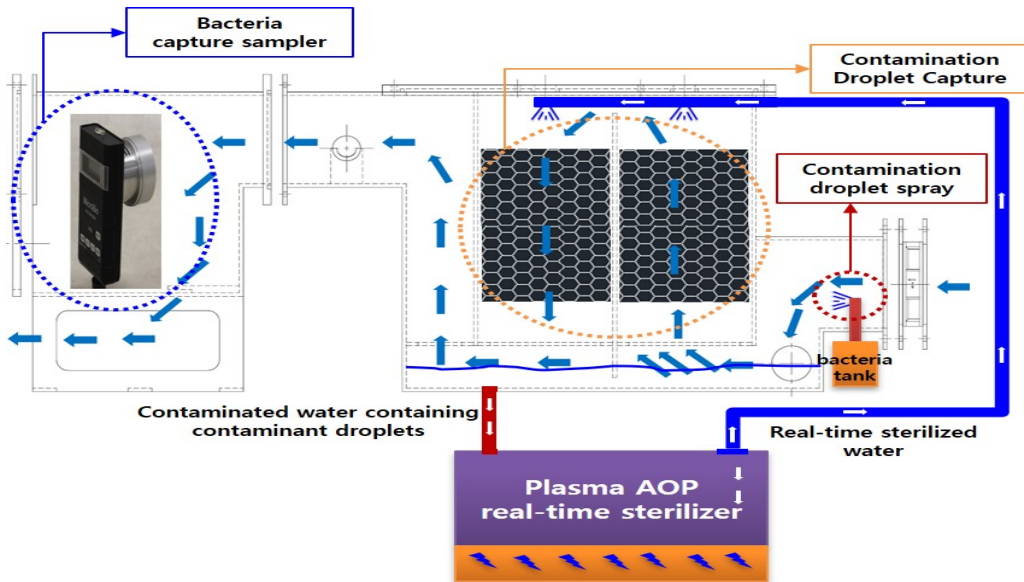 Bacteria
capture sampler
Contamination
Droplet Capture
Contamination
droplet spray
bacteria
tank
Contaminated water containing
contaminant droplets
Real-time sterilized
water
Plasma AOP
real-time sterilizer